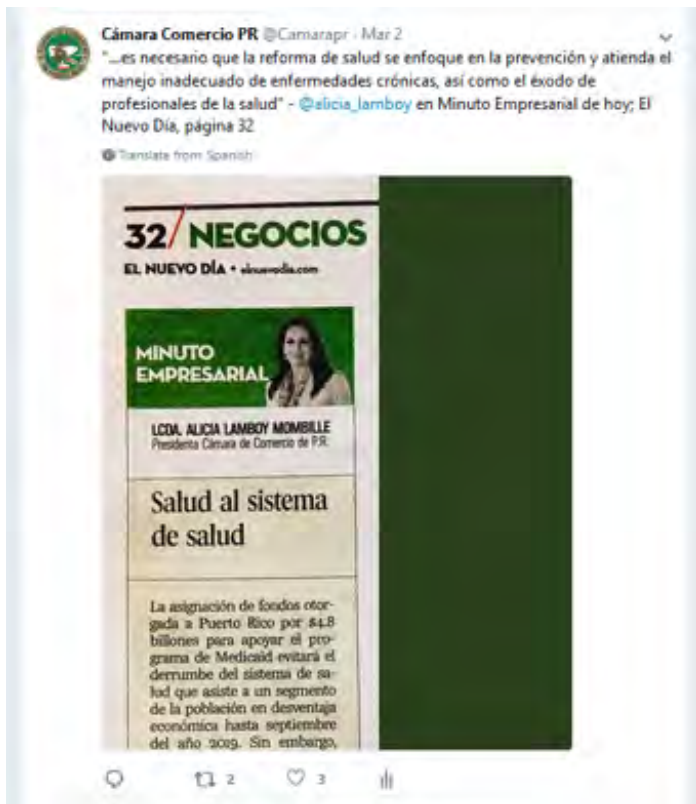 Cámara Comercio PR @Camarapr · Mar 2
"...es necesario que la reforma de salud se enfoque en la prevención y atienda el
manejo inadecuado de enfermedades crónicas, así como el éxodo de
profesionales de la salud" - @alicia_lamboy en Minuto Empresarial de hoy; El
Nuevo Día, página 32
Translate from Spanish
32/ NEGOCIOS
EL NUEVO DÍA • elnuevodia.com
MINUTO
EMPRESARIAL
LCDA. ALICIA LAMBOY MOMBILLE
Presidenta Cámara de Comercio de P.R.
Salud al sistema
de salud
La asignación de fondos otor-
gada a Puerto Rico por $4.8
billones para apoyar el pro-
grama de Medicaid evitará el
derrumbe del sistema de sa-
lud que asiste a un segmento
de la población en desventaja
económica hasta septiembre
del año 2019. Sin embargo,
2
3